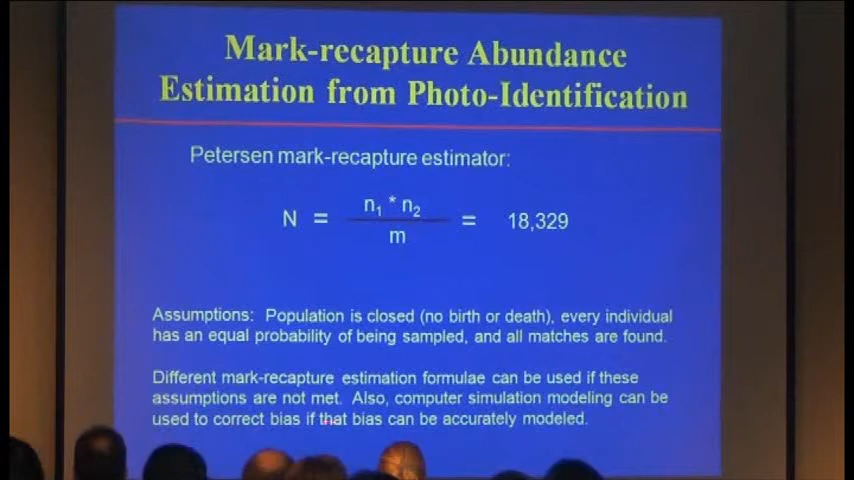 Mark-recapture Abundance
Estimation from Photo-Identification
Petersen mark-recapture estimator:
N = n₁ * n₂ / m = 18,329
Assumptions: Population is closed (no birth or death), every individual
has an equal probability of being sampled, and all matches are found.
Different mark-recapture estimation formulae can be used if these
assumptions are not met. Also, computer simulation modeling can be
used to correct bias if that bias can be accurately modeled.